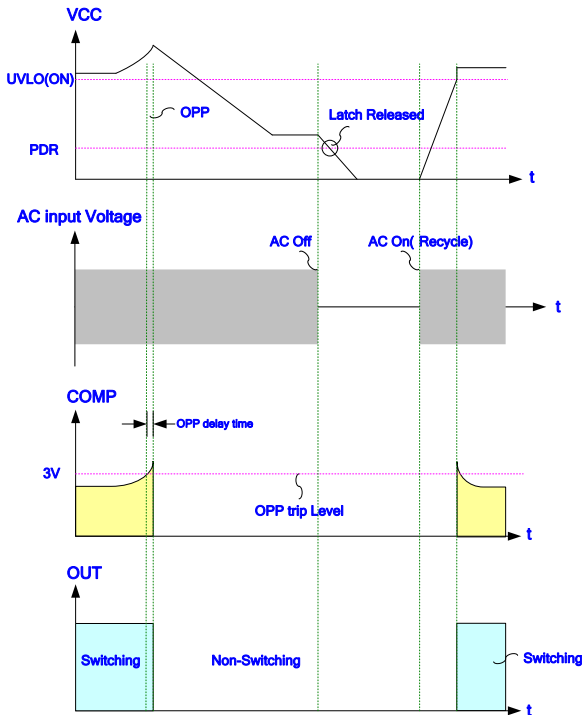 VCC
UVLO(ON)
OPP
Latch Released
PDR
t
AC input Voltage
AC Off
AC On( Recycle)
t
COMP
OPP delay time
3V
OPP trip Level
t
OUT
Switching
Non-Switching
Switching
t